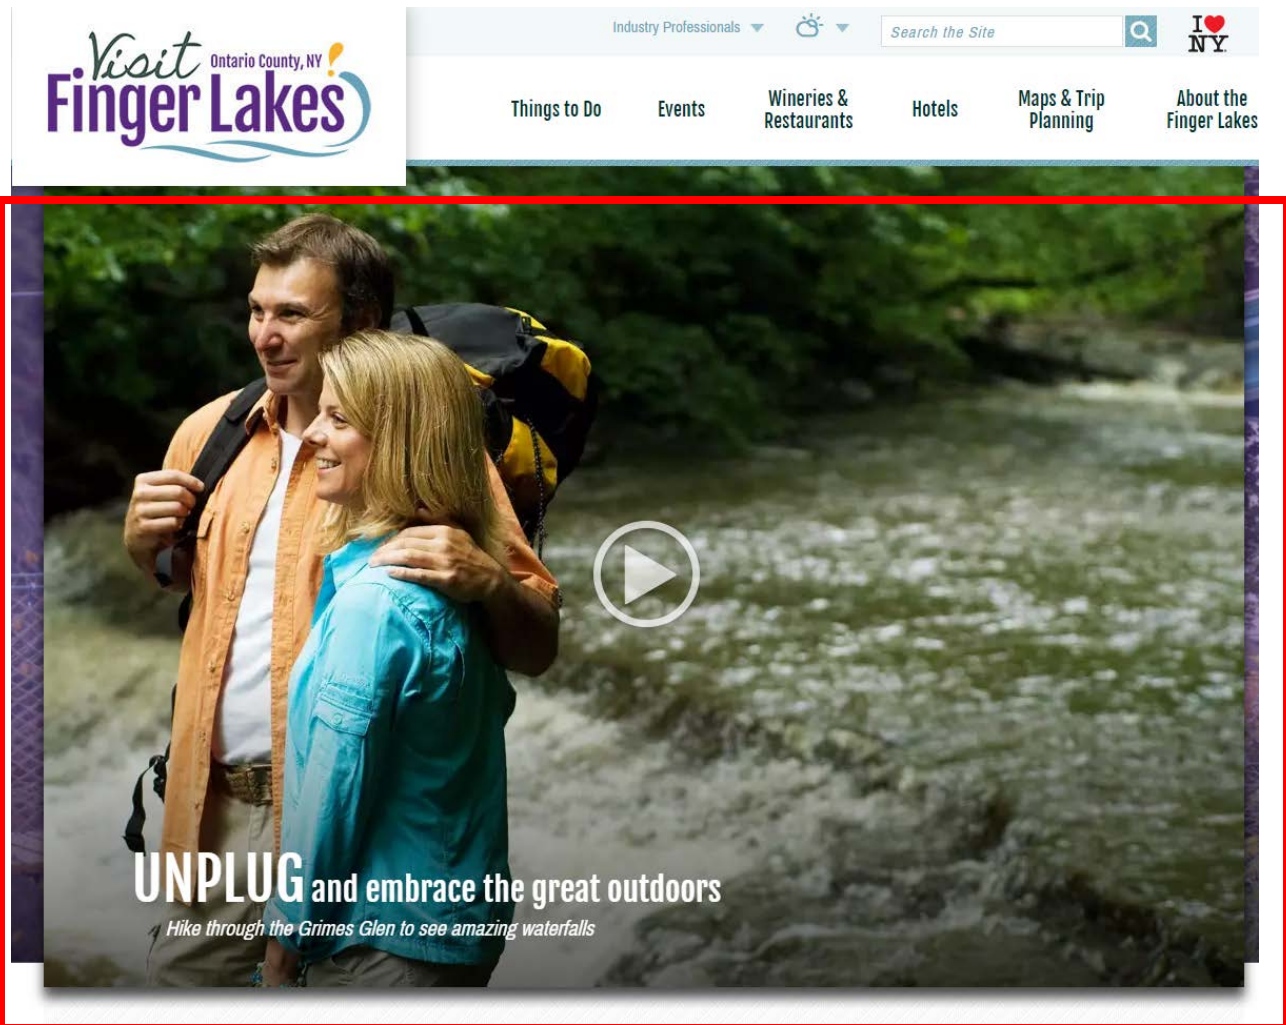 Visit
Ontario County, NY
Finger Lakes
Industry Professionals
Search the Site
I
NY
Things to Do
Events
Wineries &
Restaurants
Hotels
Maps & Trip
Planning
About the
Finger Lakes
UNPLUG and embrace the great outdoors
Hike through the Grimes Glen to see amazing waterfalls